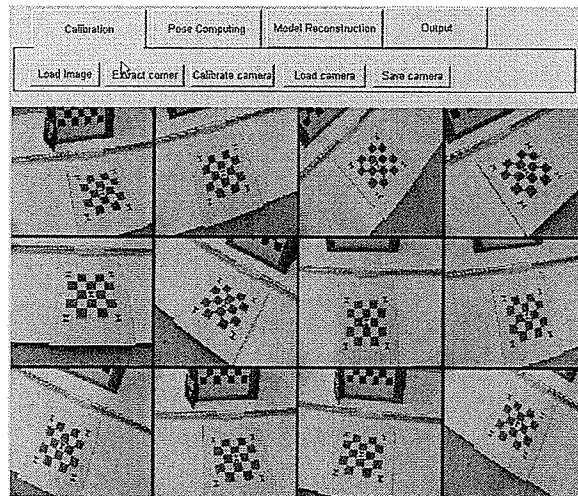 Calibration Pose Computing Model Reconstruction Output
Load Image Extract corner Calibrate camera Load camera Save camera